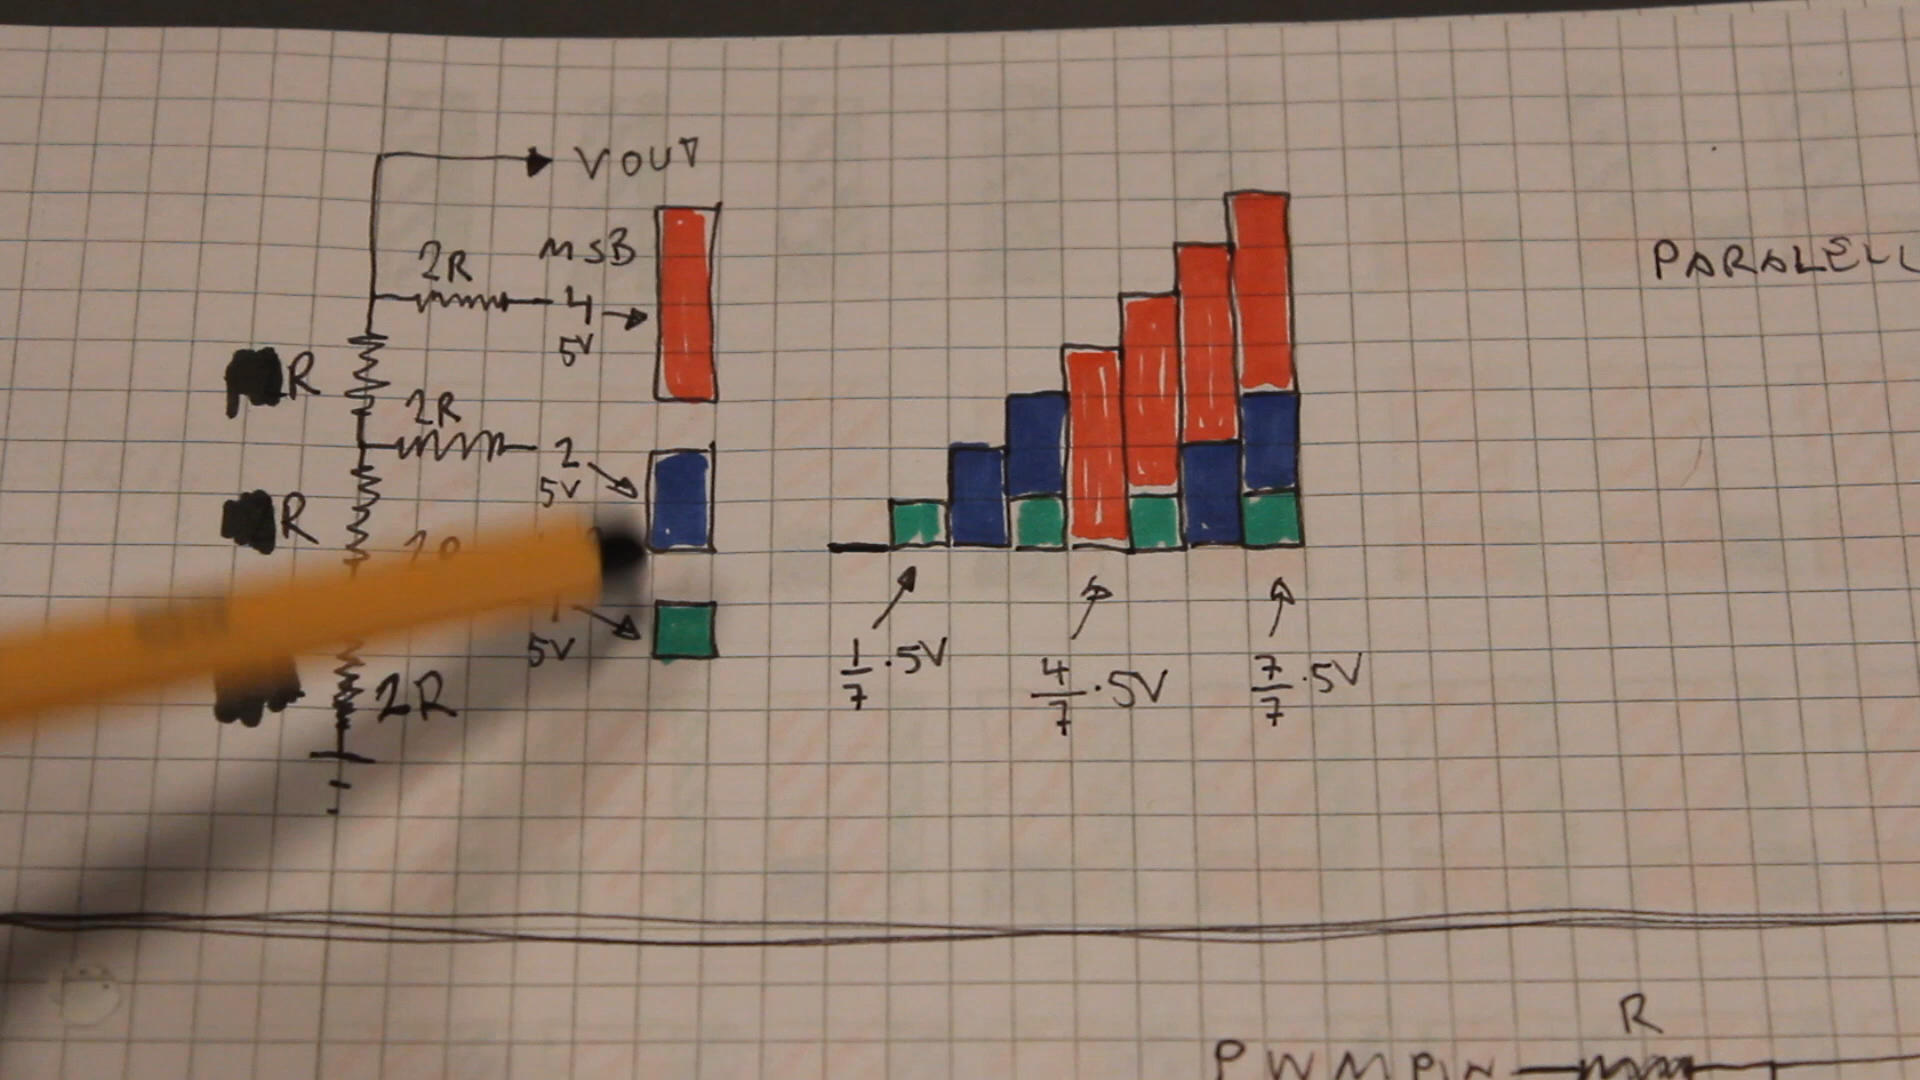 VOUT
MSB
2R
4
5V
R
2R
2
5V
R
2R
5V
2R
1/7 · 5V
4/7 · 5V
7/7 · 5V
PARALELL
R
PWM PIN